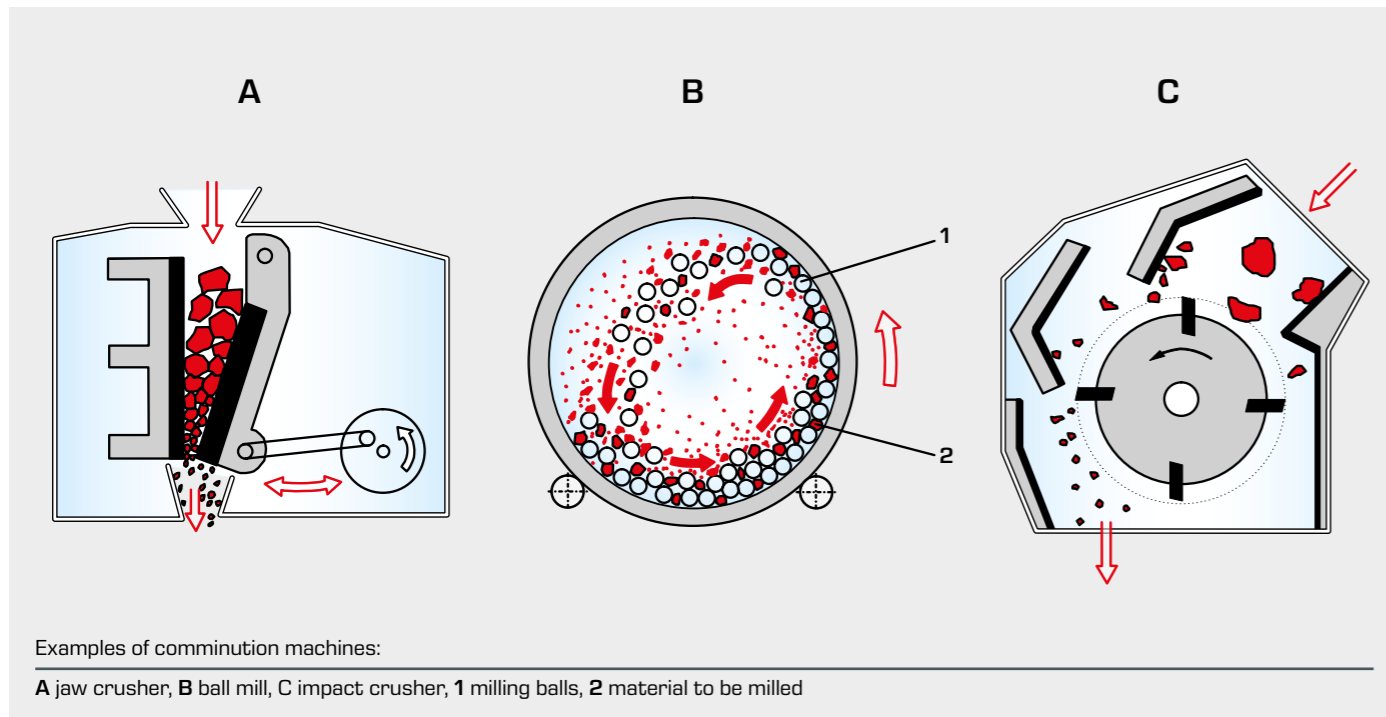 A
B
C
1
2
Examples of comminution machines:
A jaw crusher, B ball mill, C impact crusher, 1 milling balls, 2 material to be milled